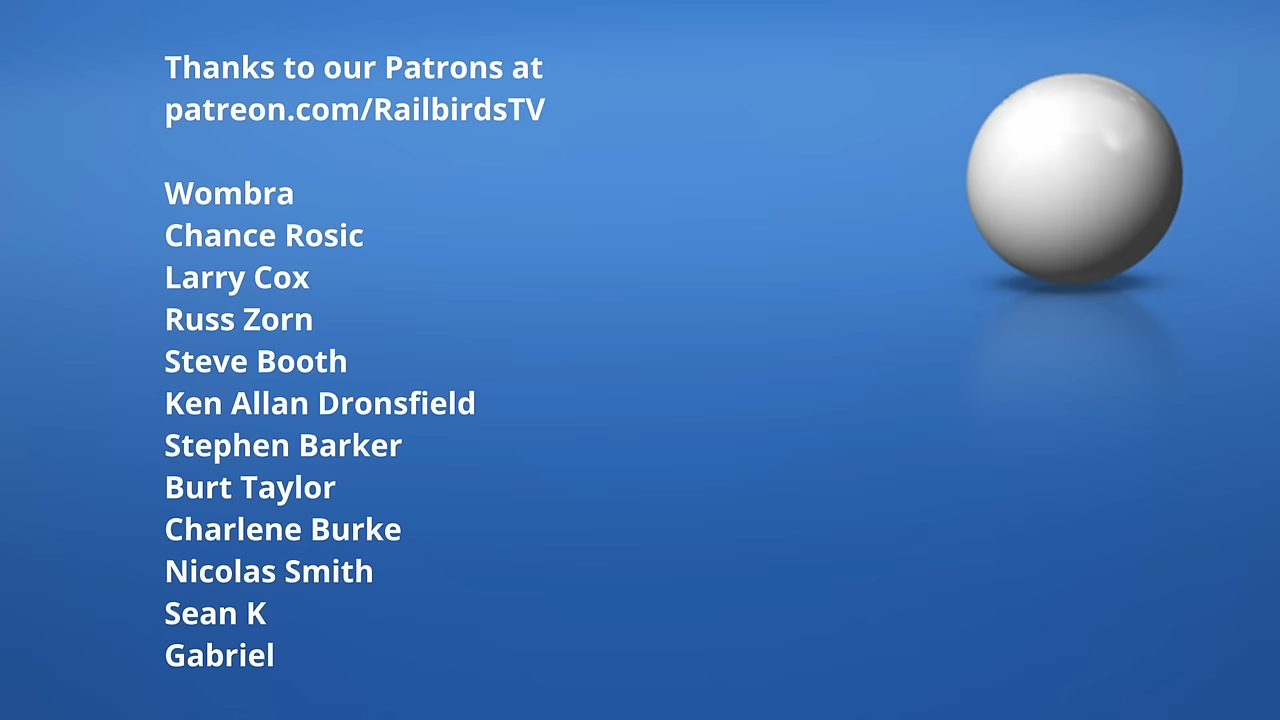 Thanks to our Patrons at
patreon.com/RailbirdsTV
Wombra
Chance Rosic
Larry Cox
Russ Zorn
Steve Booth
Ken Allan Dronsfield
Stephen Barker
Burt Taylor
Charlene Burke
Nicolas Smith
Sean K
Gabriel